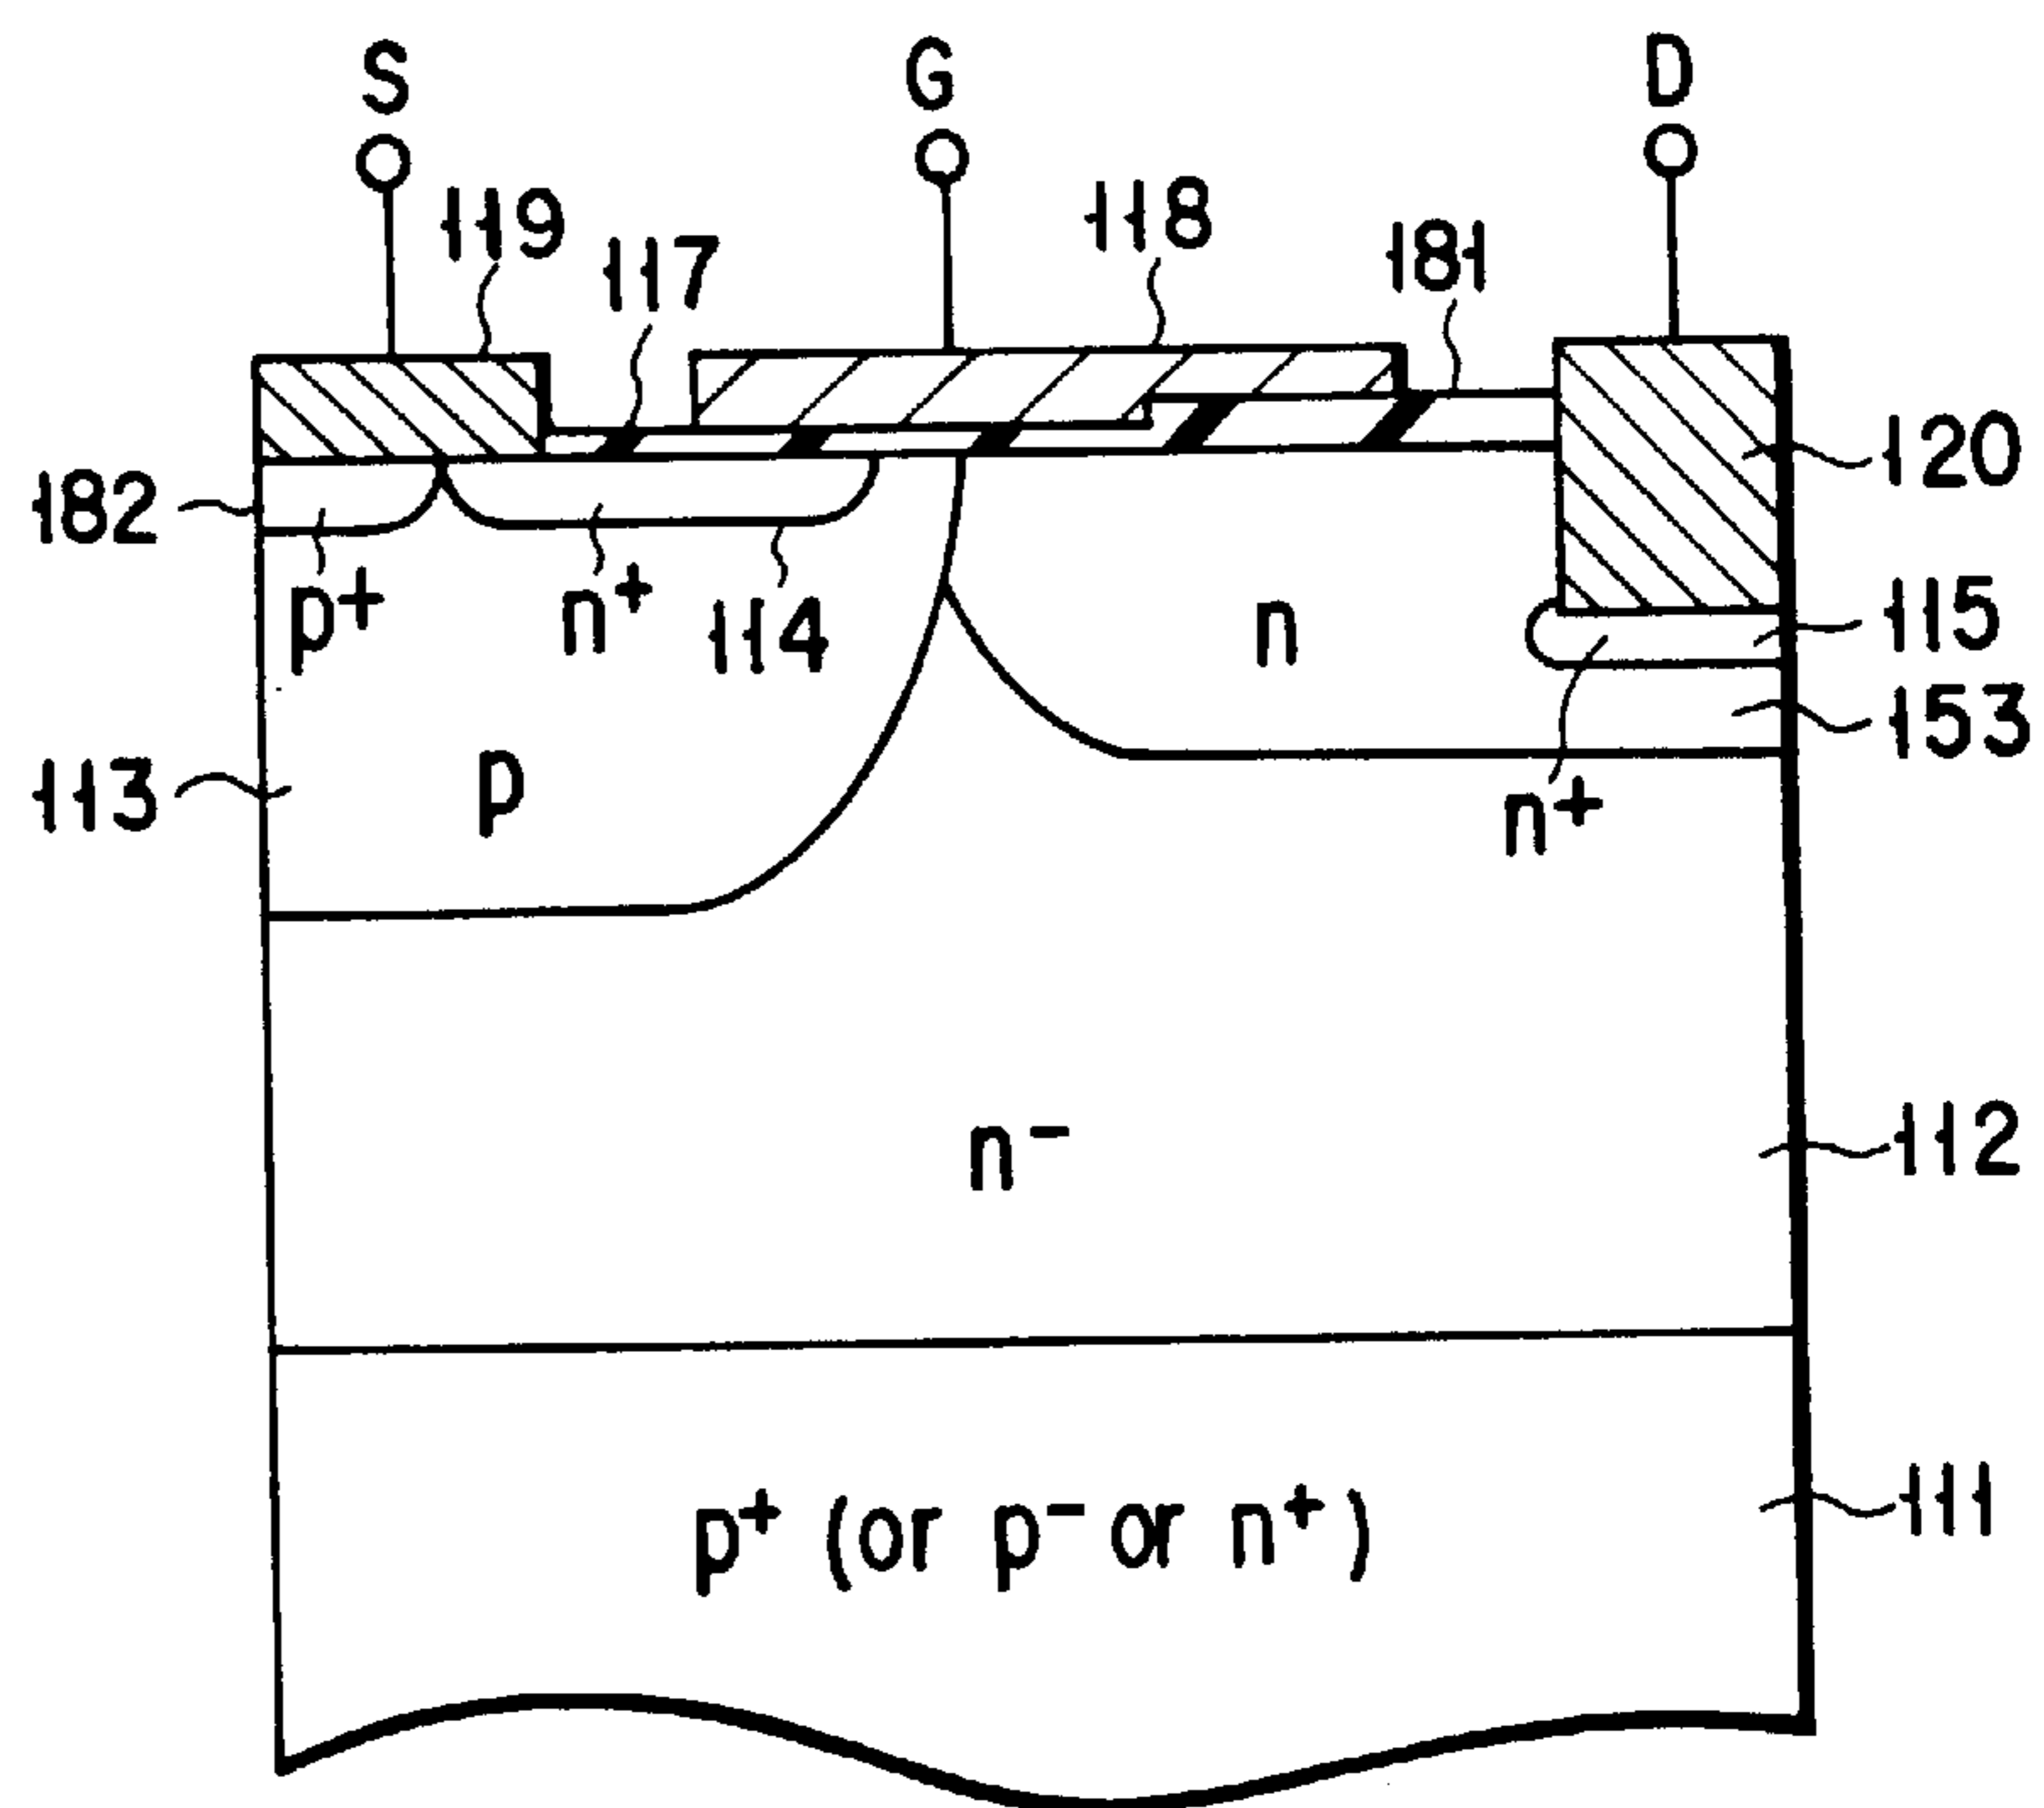 S G D
119 117 118 181
120
182
p+ n+ 114 n 115
153
113 p n+
n- 112
p+ (or p- or n+) 111